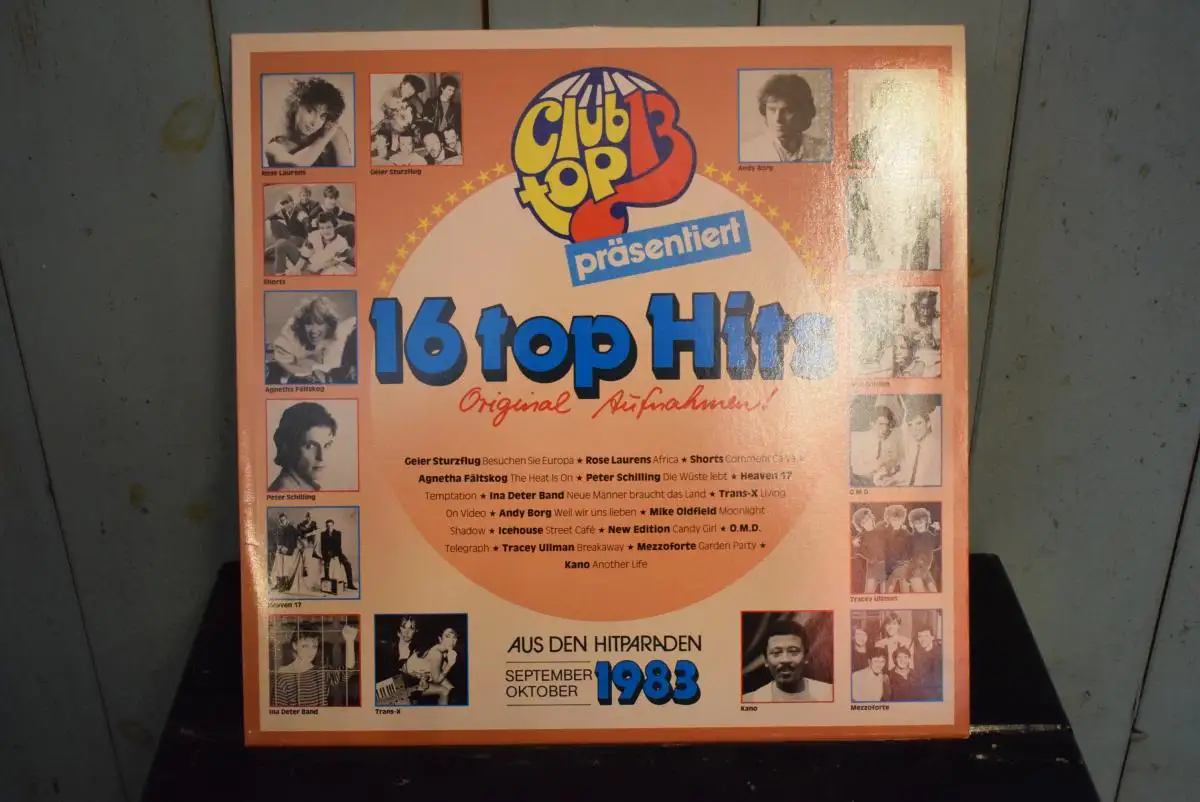 Club
top 13
präsentiert
16 top Hits
Original Aufnahmen!
Geier Sturzflug Besuchen Sie Europa ★ Rose Laurens Africa ★ Shorts Comment Ca Va ★
Agnetha Fältskog The Heat Is On ★ Peter Schilling Die Wüste lebt ★ Heaven 17
Temptation ★ Ina Deter Band Neue Männer braucht das Land ★ Trans-X Living
On Video ★ Andy Borg Weil wir uns lieben ★ Mike Oldfield Moonlight
Shadow ★ Icehouse Street Café ★ New Edition Candy Girl ★ O.M.D.
Telegraph ★ Tracey Ullman Breakaway ★ Mezzoforte Garden Party ★
Kano Another Life
AUS DEN HITPARADEN
SEPTEMBER
OKTOBER
1983
Rose Laurens
Geier Sturzflug
Shorts
Agnetha Fältskog
Peter Schilling
Heaven 17
Ina Deter Band
Trans-X
Andy Borg
New Edition
O.M.D.
Tracey Ullman
Kano
Mezzoforte